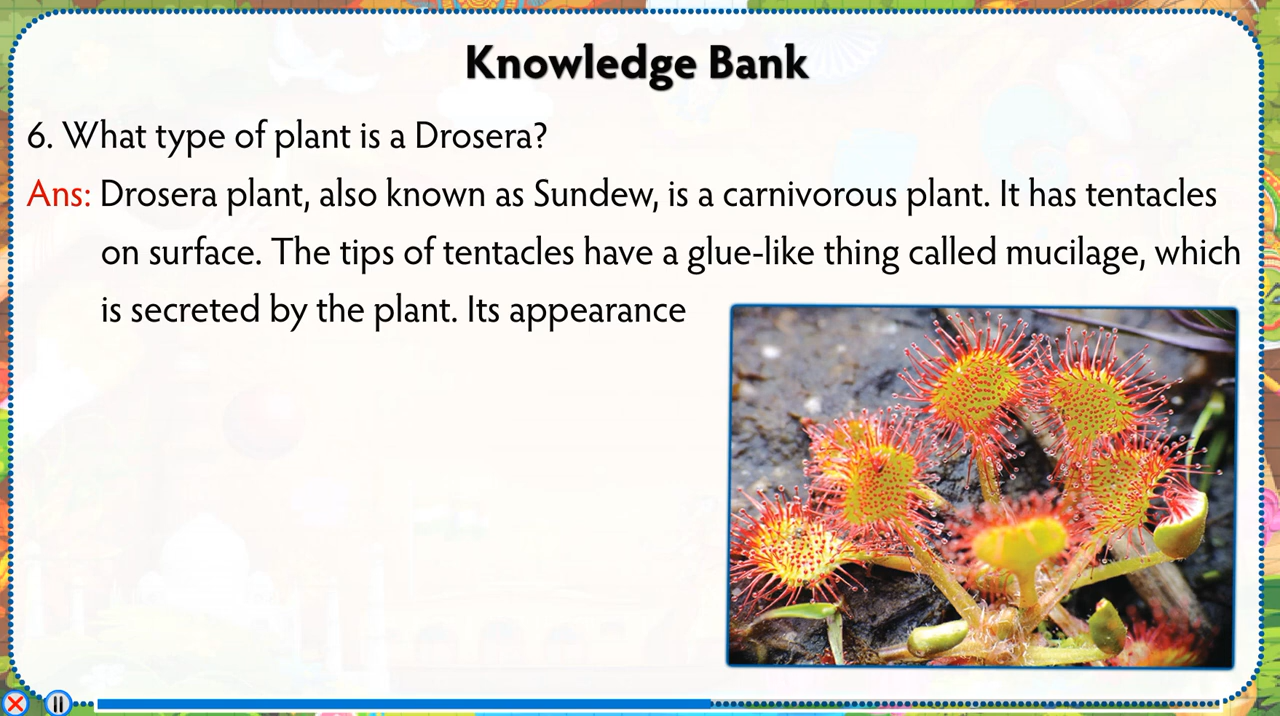 Knowledge Bank
6. What type of plant is a Drosera?
Ans: Drosera plant, also known as Sundew, is a carnivorous plant. It has tentacles
on surface. The tips of tentacles have a glue-like thing called mucilage, which
is secreted by the plant. Its appearance